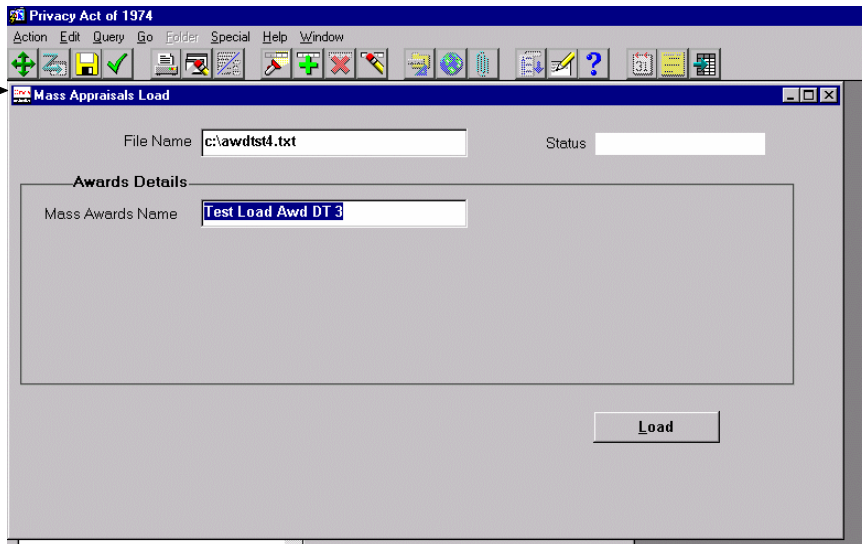 Privacy Act of 1974
Action Edit Query Go Folder Special Help Window
31 ?
Mass Appraisals Load
File Name c:\awdtst4.txt Status
Awards Details
Mass Awards Name Test Load Awd DT 3
Load